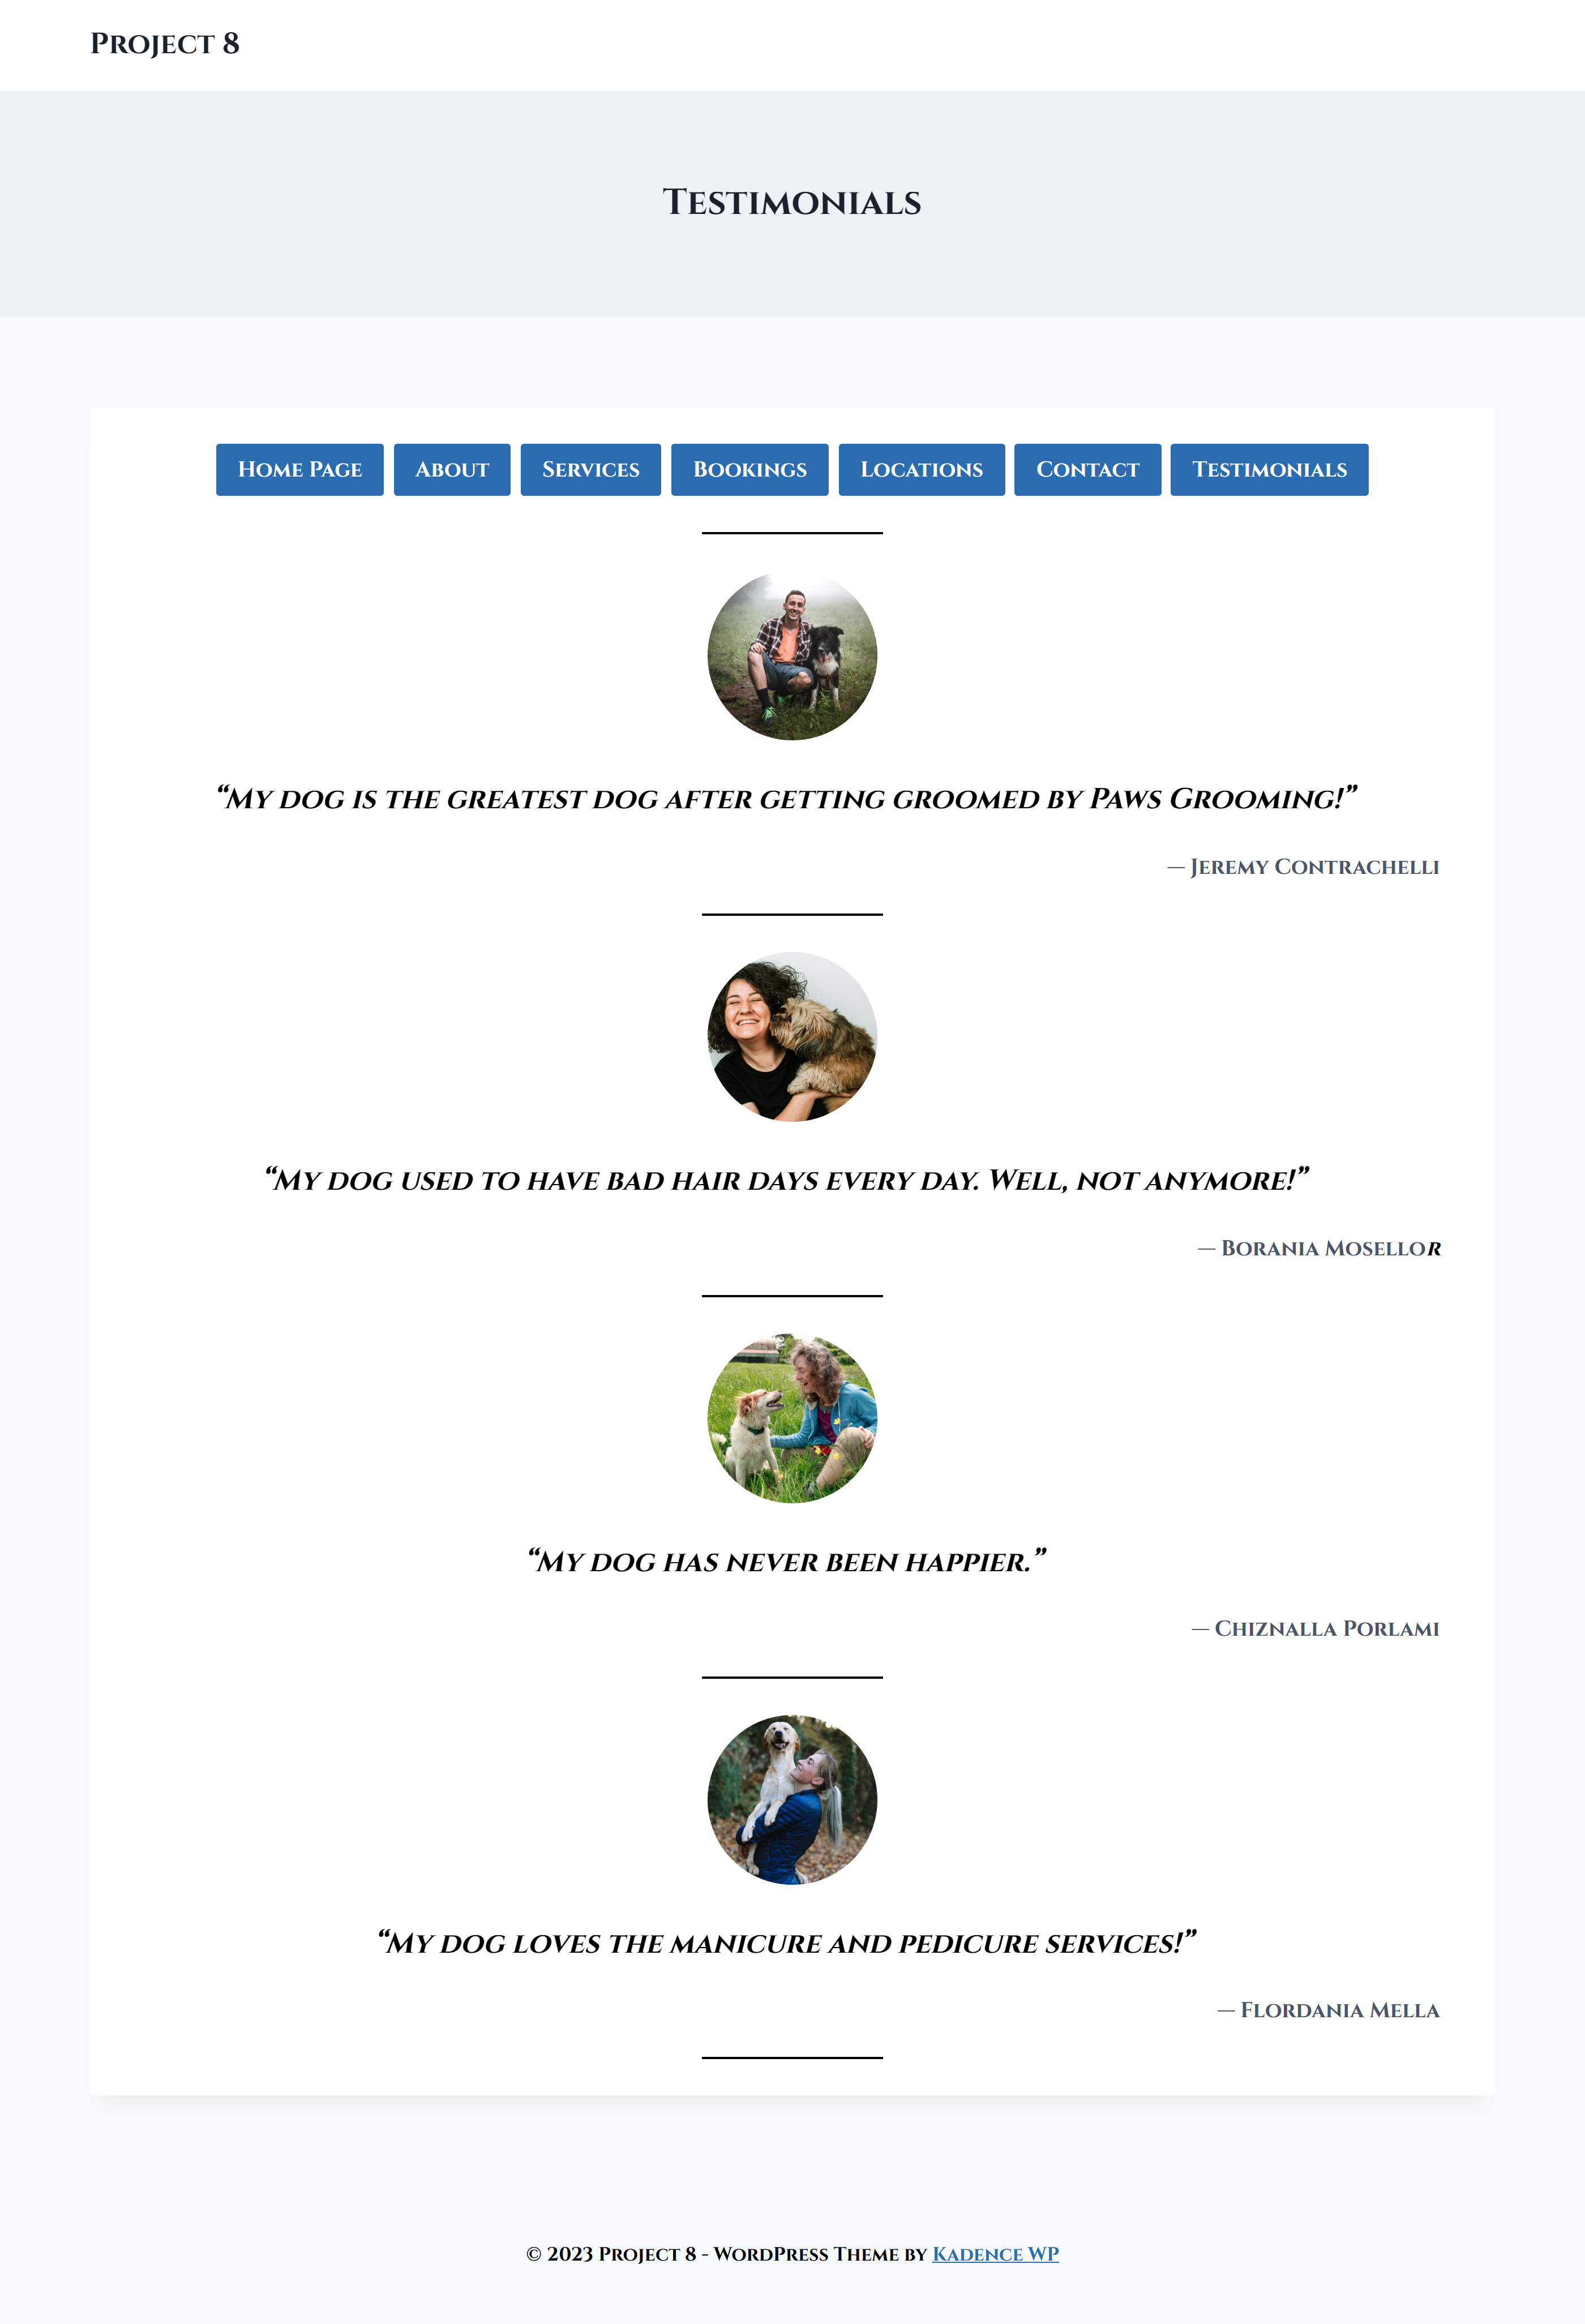 Project 8
Testimonials
Home Page About Services Bookings Locations Contact Testimonials
“My dog is the greatest dog after getting groomed by Paws Grooming!”
— Jeremy Contrachelli
“My dog used to have bad hair days every day. Well, not anymore!”
— Borania Mosellor
“My dog has never been happier.”
— Chiznalla Porlami
“My dog loves the manicure and pedicure services!”
— Flordania Mella
© 2023 Project 8 - WordPress Theme by Kadence WP